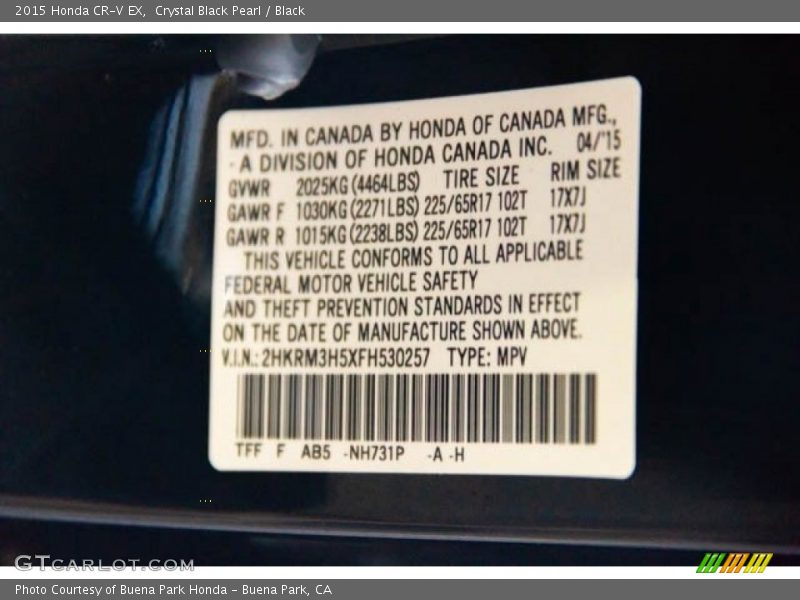 2015 Honda CR-V EX, Crystal Black Pearl / Black
MFD. IN CANADA BY HONDA OF CANADA MFG.,
- A DIVISION OF HONDA CANADA INC. 04/'15
GVWR 2025KG (4464LBS) TIRE SIZE RIM SIZE
GAWR F 1030KG (2271LBS) 225/65R17 102T 17X7J
GAWR R 1015KG (2238LBS) 225/65R17 102T 17X7J
THIS VEHICLE CONFORMS TO ALL APPLICABLE
FEDERAL MOTOR VEHICLE SAFETY
AND THEFT PREVENTION STANDARDS IN EFFECT
ON THE DATE OF MANUFACTURE SHOWN ABOVE.
V.I.N.: 2HKRM3H5XFH530257 TYPE: MPV
TFF F AB5 -NH731P -A -H
GTCARLOT.COM
Photo Courtesy of Buena Park Honda - Buena Park, CA